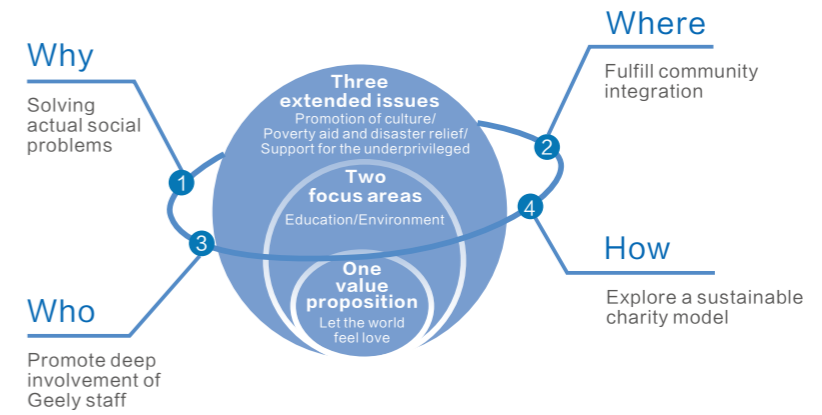 Why
Solving
actual social
problems
Where
Fulfill community
integration
Three
extended issues
Promotion of culture/
Poverty aid and disaster relief/
Support for the underprivileged
Two
focus areas
Education/Environment
One
value
proposition
Let the world
feel love
1
2
3
4
Who
Promote deep
involvement of
Geely staff
How
Explore a sustainable
charity model